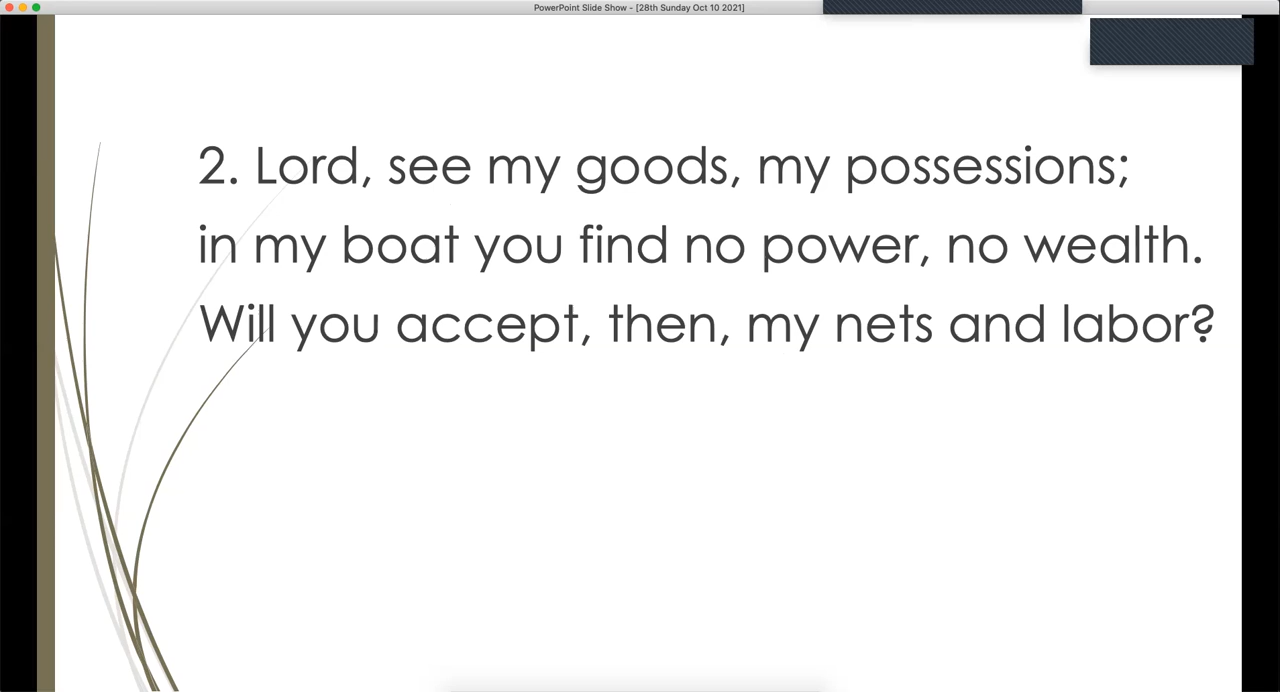 PowerPoint Slide Show - [28th Sunday Oct 10 2021]
2. Lord, see my goods, my possessions;
in my boat you find no power, no wealth.
Will you accept, then, my nets and labor?